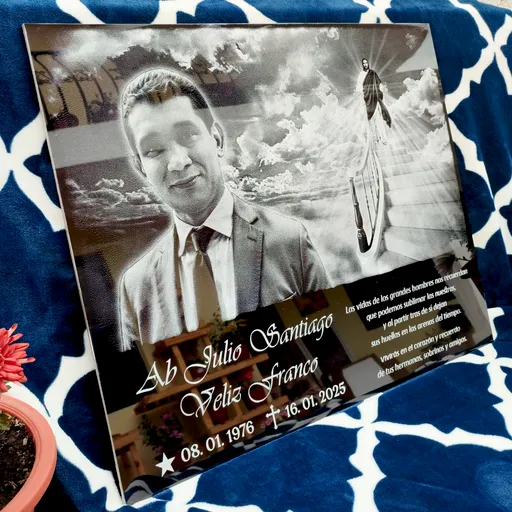 Ab Julio Santiago
Veliz Franco
08. 01. 1976 16. 01. 2025
Las vidas de los grandes hombres nos recuerdan
que podemos sublimar las nuestras,
y al partir tras de sí dejan
sus huellas en las arenas del tiempo.
Vivirás en el corazón y recuerdo
de tus hermanos, sobrinos y amigos.